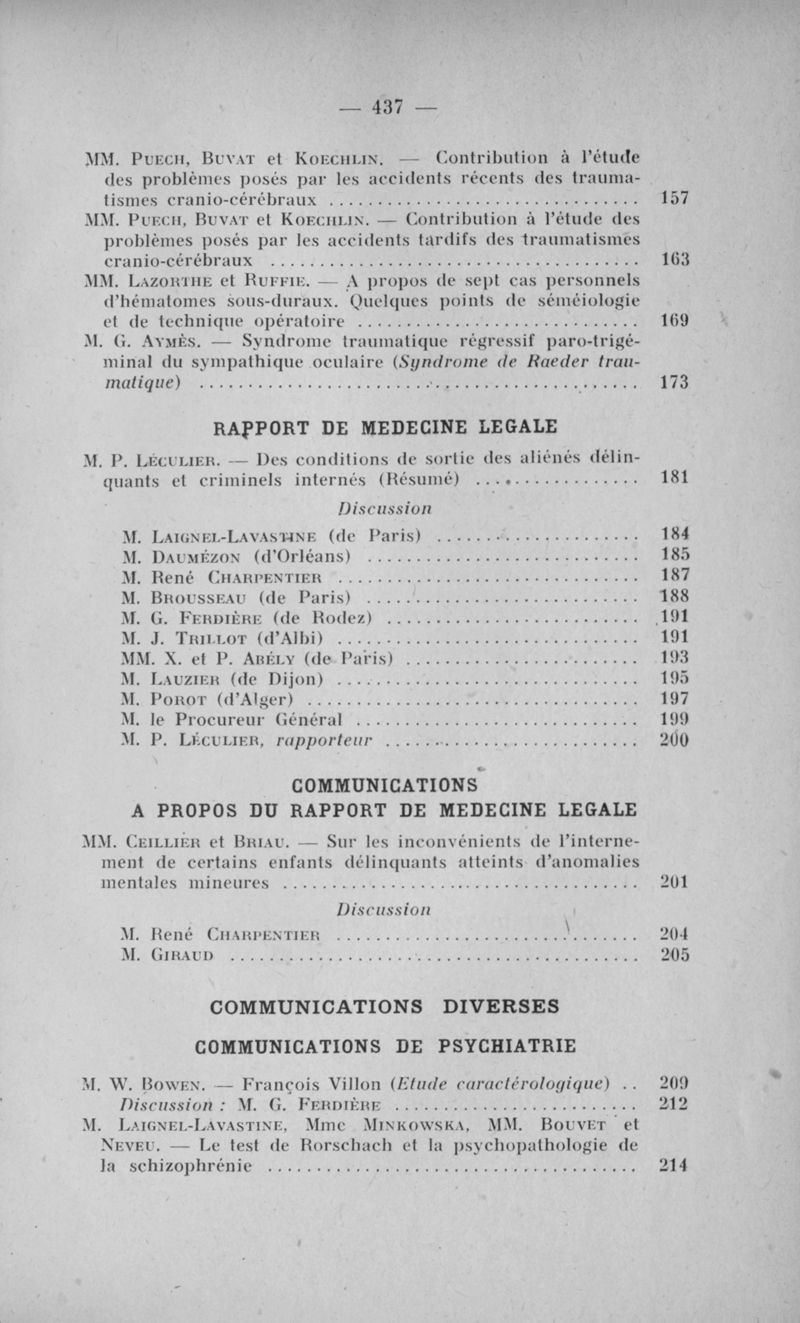 — 437 —
MM. PUECH, BUVAT et KOECHLIN. — Contribution à l'étude
des problèmes posés par les accidents récents des trauma-
tismes cranio-cérébraux ................................ 157
MM. PUECH, BUVAT et KOECHLIN. — Contribution à l'étude des
problèmes posés par les accidents tardifs des traumatismes
cranio-cérébraux ...................................... 163
MM. LAZORTHE et RUFFIE. — A propos de sept cas personnels
d'hématomes sous-duraux. Quelques points de séméiologie
et de technique opératoire ............................. 169
M. G. AYMÈS. — Syndrome traumatique régressif paro-trigé-
minal du sympathique oculaire (Syndrome de Raeder trau-
matique) ............................................. 173
RAPPORT DE MEDECINE LEGALE
M. P. LÉCULIER. — Des conditions de sortie des aliénés délin-
quants et criminels internés (Résumé) ................. 181
Discussion
M. LAIGNEL-LAVASTINE (de Paris) ..................... 184
M. DAUMÉZON (d'Orléans) ............................ 185
M. René CHARPENTIER ............................... 187
M. BROUSSEAU (de Paris) ............................ 188
M. G. FERDIÈRE (de Rodez) .......................... 191
M. J. TRILLOT (d'Albi) ............................... 191
MM. X. et P. ABÉLY (de Paris) ........................ 193
M. LAUZIER (de Dijon) ............................... 195
M. POROT (d'Alger) .................................. 197
M. le Procureur Général ............................. 199
M. P. LÉCULIER, rapporteur .......................... 200
COMMUNICATIONS
A PROPOS DU RAPPORT DE MEDECINE LEGALE
MM. CEILLIER et BRIAU. — Sur les inconvénients de l'interne-
ment de certains enfants délinquants atteints d'anomalies
mentales mineures ..................................... 201
Discussion
M. René CHARPENTIER ............................... 204
M. GIRAUD .......................................... 205
COMMUNICATIONS DIVERSES
COMMUNICATIONS DE PSYCHIATRIE
M. W. BOWEN. — François Villon (Etude caractérologique) .. 209
Discussion : M. G. FERDIÈRE ......................... 212
M. LAIGNEL-LAVASTINE, Mme MINKOWSKA, MM. BOUVET et
NEVEU. — Le test de Rorschach et la psychopathologie de
la schizophrénie ...................................... 214